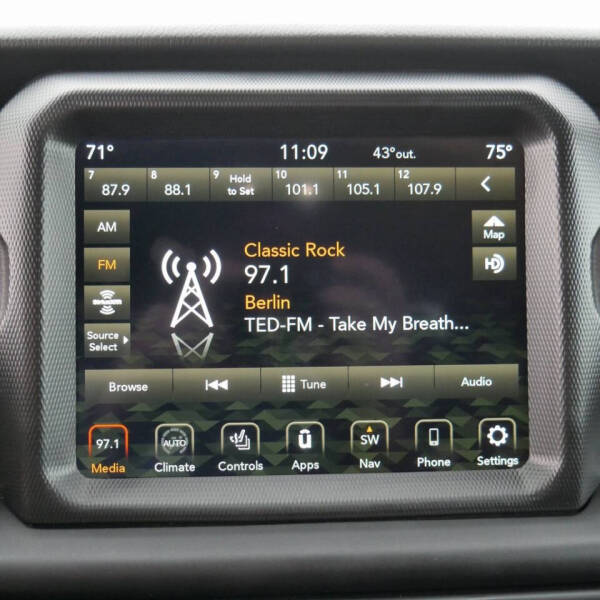 71° 11:09 43°out. 75°
7 8 9 Hold 10 11 12
87.9 88.1 to Set 101.1 105.1 107.9
AM
Map
FM
HD
Classic Rock
97.1
Berlin
TED-FM - Take My Breath...
SiriusXM
Source
Select
Browse Tune Audio
97.1 AUTO SW
Media Climate Controls Apps Nav Phone Settings